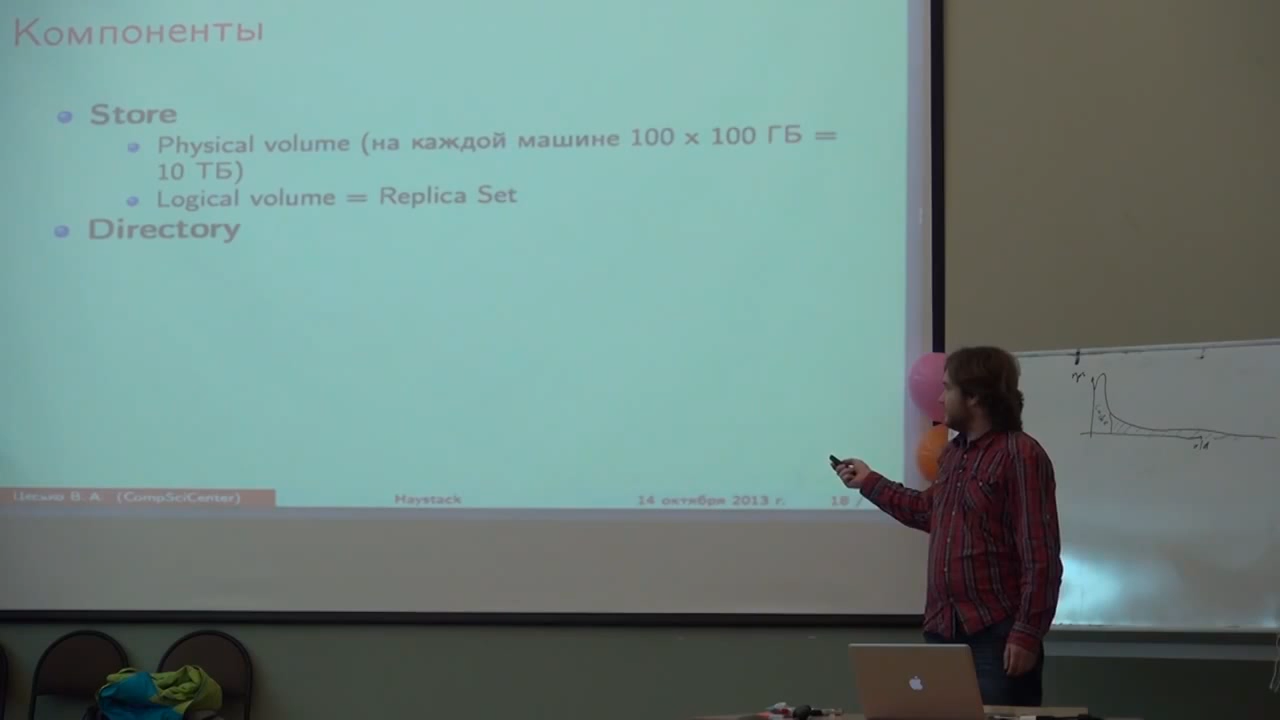 Компоненты
Store
Physical volume (на каждой машине 100 x 100 ГБ =
10 ТБ)
Logical volume = Replica Set
Directory
Цесько В. А. (CompSciCenter)
Haystack
14 октября 2013 г.
18 /